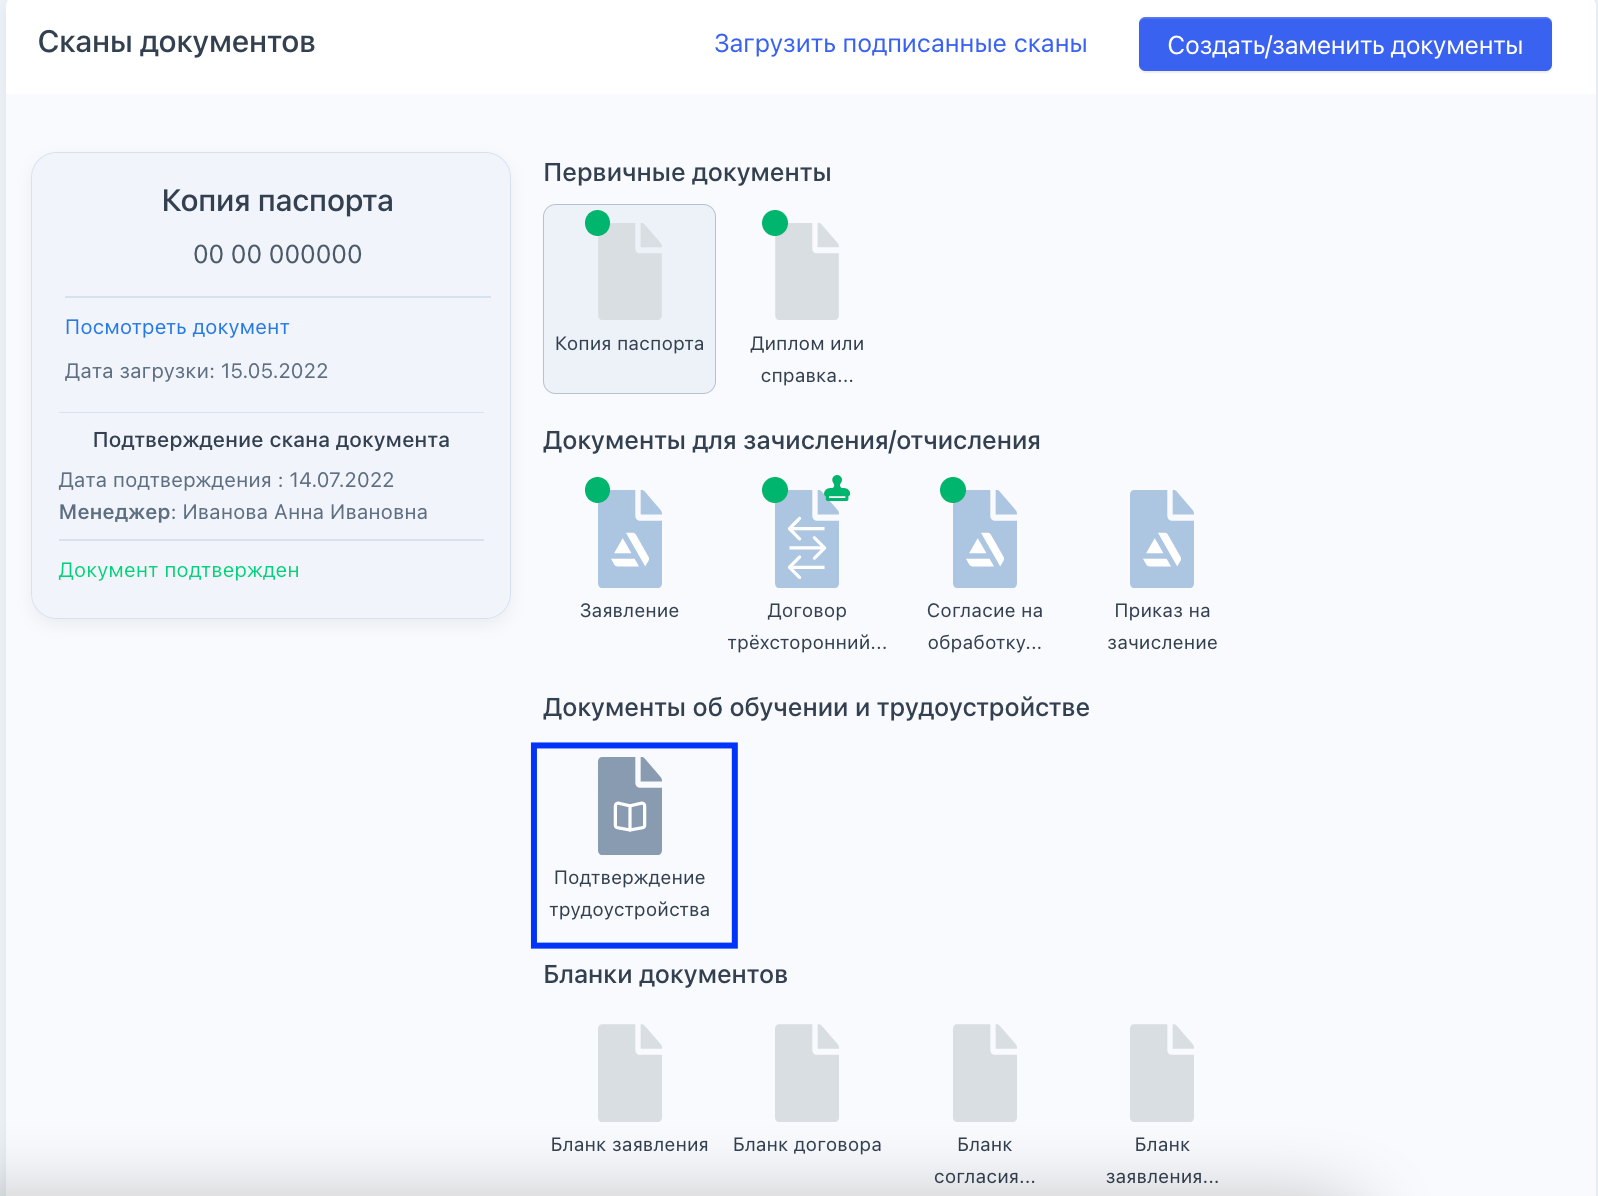 Сканы документов
Загрузить подписанные сканы
Создать/заменить документы
Копия паспорта
00 00 000000
Посмотреть документ
Дата загрузки: 15.05.2022
Подтверждение скана документа
Дата подтверждения : 14.07.2022
Менеджер: Иванова Анна Ивановна
Документ подтвержден
Первичные документы
Копия паспорта
Диплом или
справка...
Документы для зачисления/отчисления
Заявление
Договор
трёхсторонний...
Согласие на
обработку...
Приказ на
зачисление
Документы об обучении и трудоустройстве
Подтверждение
трудоустройства
Бланки документов
Бланк заявления
Бланк договора
Бланк
согласия...
Бланк
заявления...